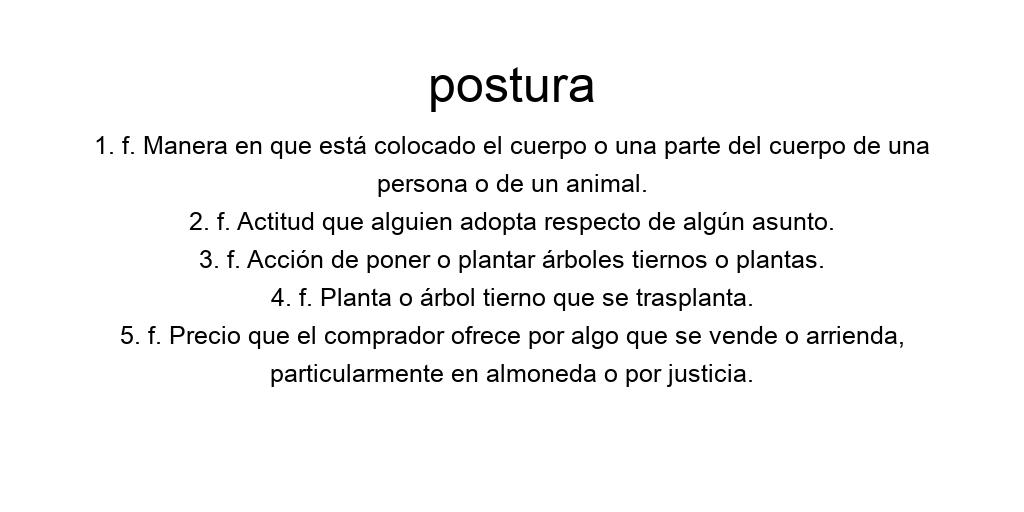 postura
1. f. Manera en que está colocado el cuerpo o una parte del cuerpo de una
persona o de un animal.
2. f. Actitud que alguien adopta respecto de algún asunto.
3. f. Acción de poner o plantar árboles tiernos o plantas.
4. f. Planta o árbol tierno que se trasplanta.
5. f. Precio que el comprador ofrece por algo que se vende o arrienda,
particularmente en almoneda o por justicia.